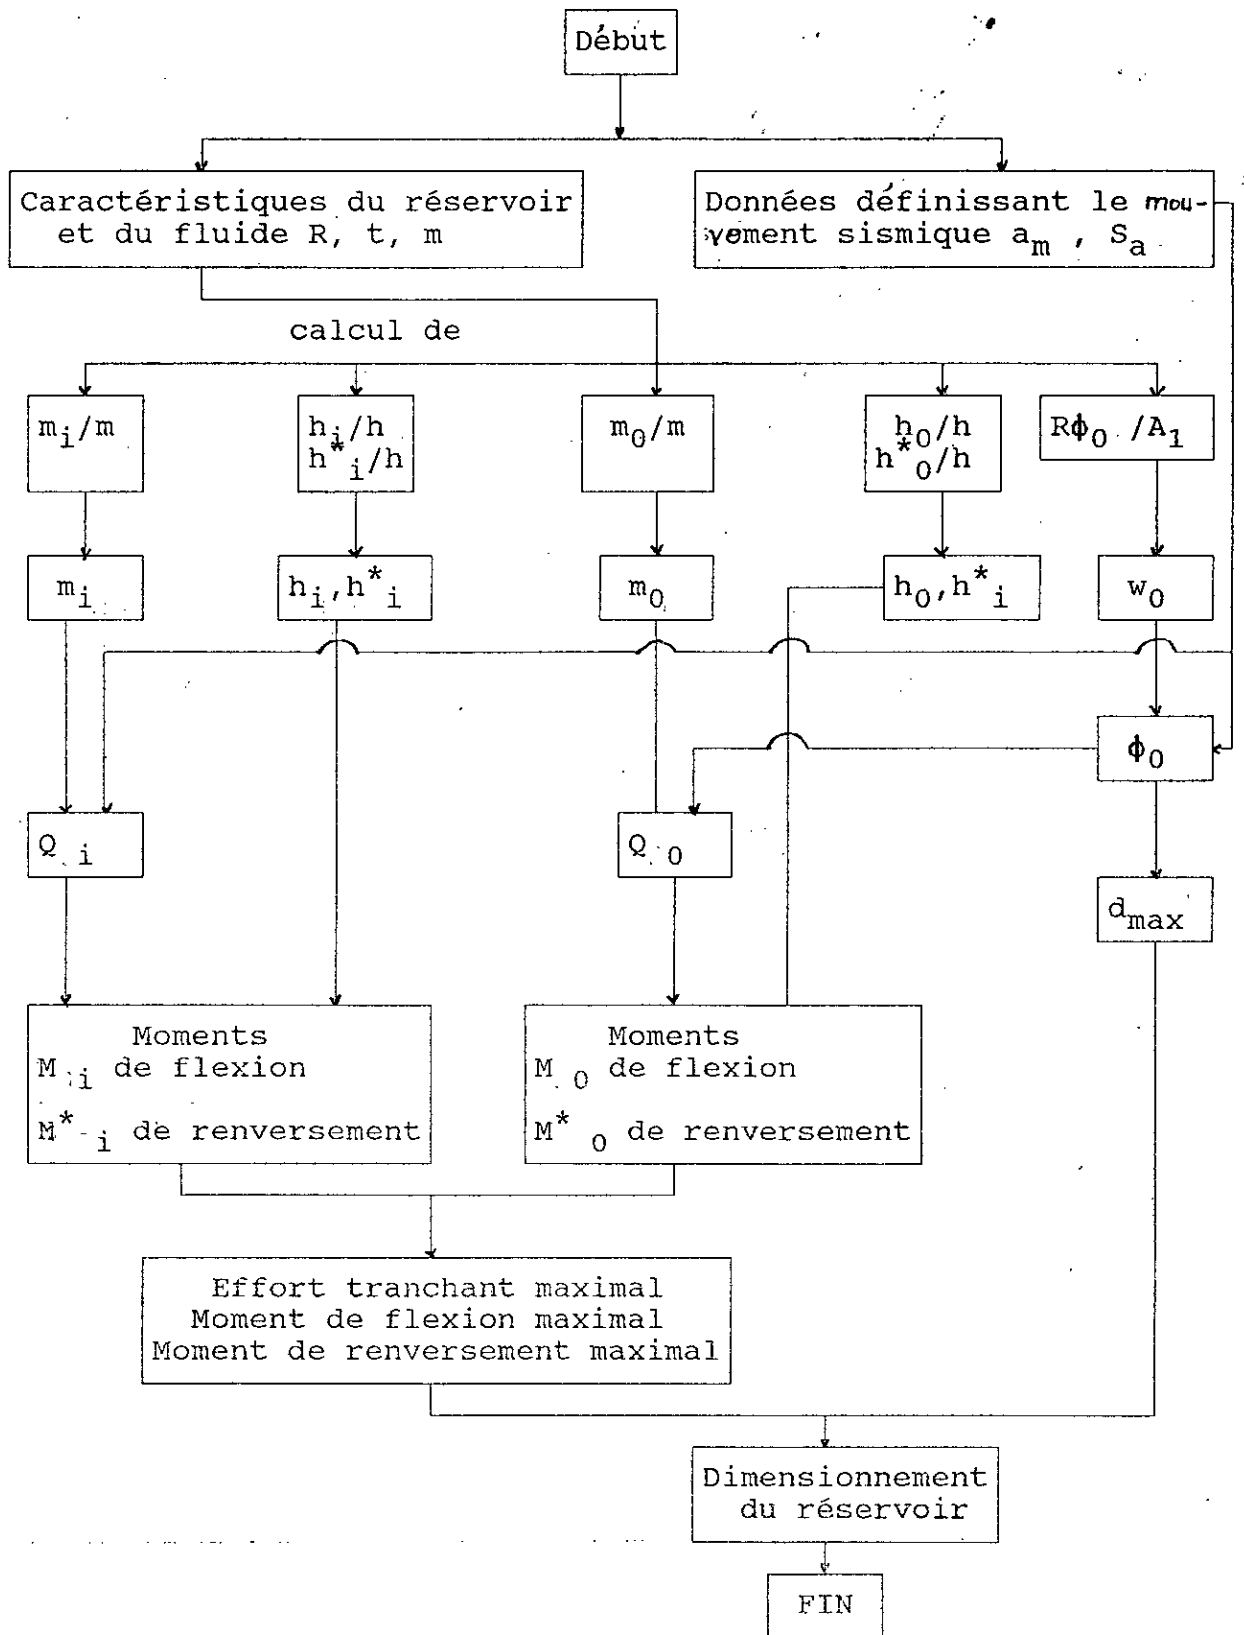 Début
Caractéristiques du réservoir
et du fluide R, t, m
Données définissant le mou-
vement sismique a_m , S_a
calcul de
m_i/m
h_i/h
h*_i/h
m_0/m
h_0/h
h*_0/h
Rϕ_0 /A_1
m_i
h_i,h*_i
m_0
h_0,h*_i
w_0
ϕ_0
Q_i
Q_0
d_max
Moments
M_i de flexion
M*_i de renversement
Moments
M_0 de flexion
M*_0 de renversement
Effort tranchant maximal
Moment de flexion maximal
Moment de renversement maximal
Dimensionnement
du réservoir
FIN